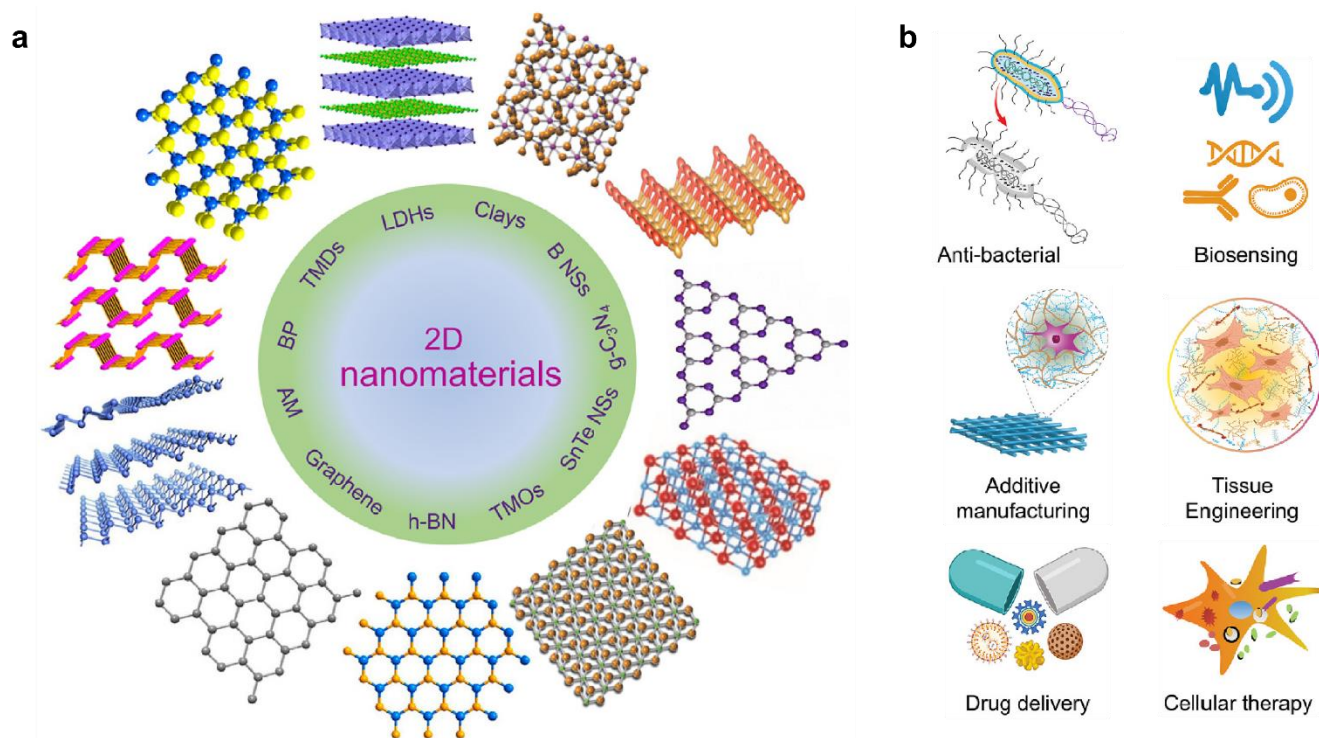 a
LDHs
Clays
B NSs
g-C₃N₄
SnTe NSs
TMOs
h-BN
Graphene
AM
BP
TMDs
2D
nanomaterials
b
Anti-bacterial
Biosensing
Additive
manufacturing
Tissue
Engineering
Drug delivery
Cellular therapy